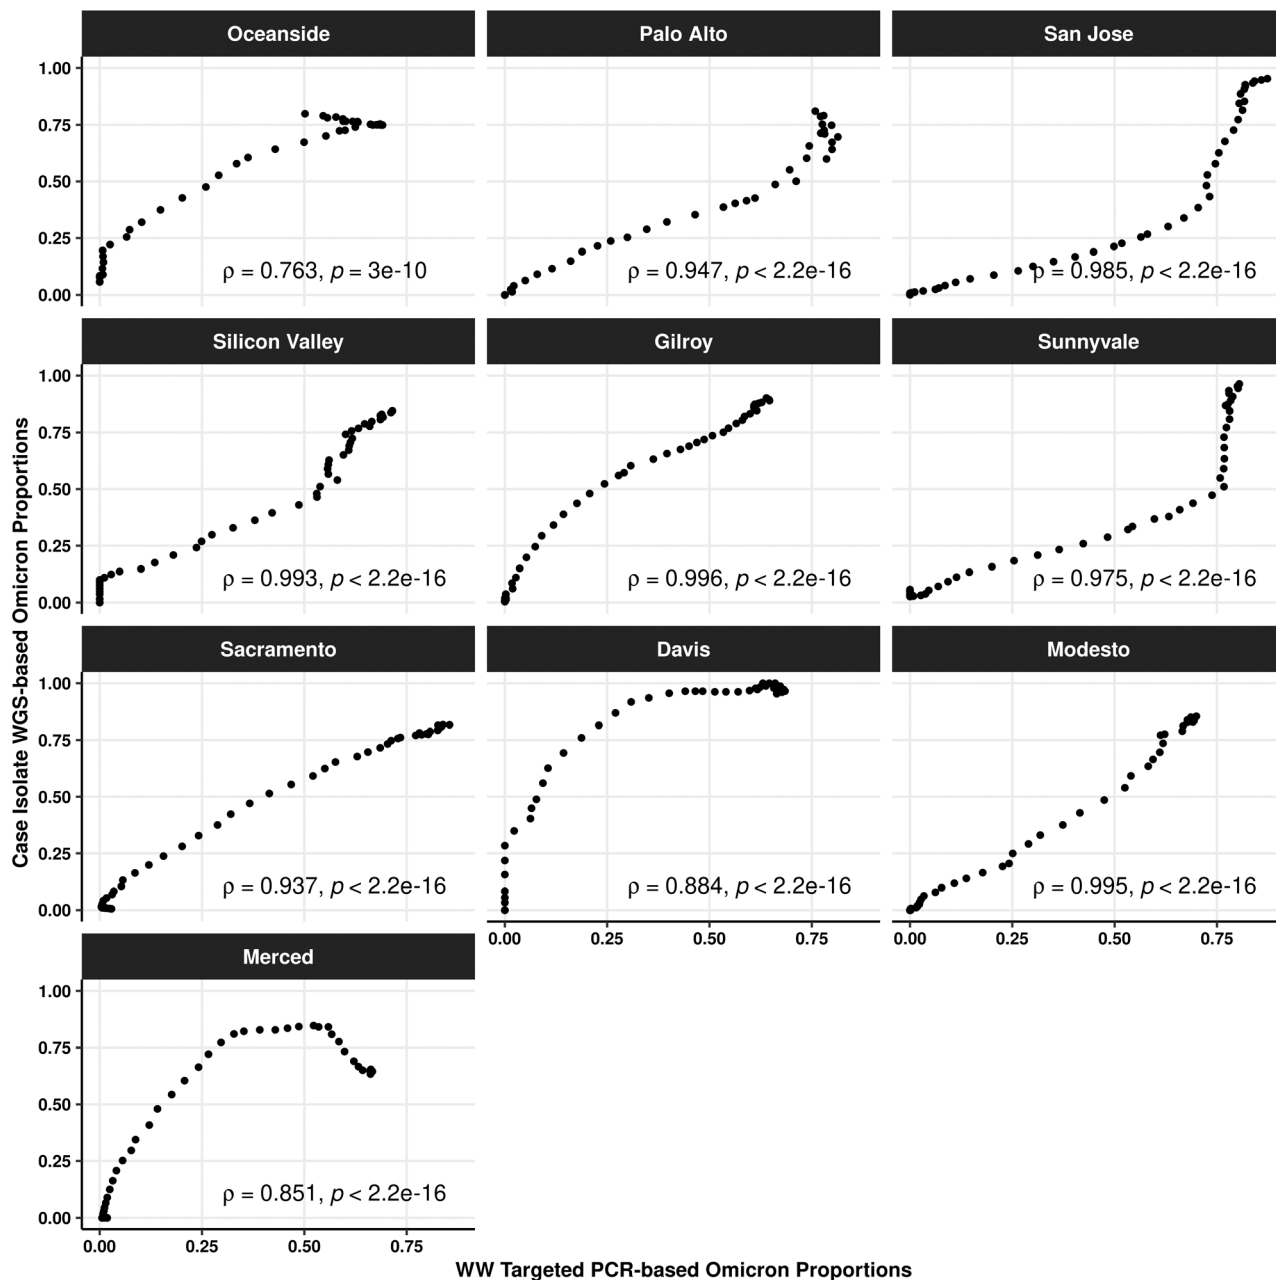 Oceanside
Palo Alto
San Jose
1.00
0.75
0.50
0.25
0.00
ρ = 0.763, p = 3e-10
ρ = 0.947, p < 2.2e-16
ρ = 0.985, p < 2.2e-16
Silicon Valley
Gilroy
Sunnyvale
1.00
0.75
0.50
0.25
0.00
ρ = 0.993, p < 2.2e-16
ρ = 0.996, p < 2.2e-16
ρ = 0.975, p < 2.2e-16
Case Isolate WGS-based Omicron Proportions
Sacramento
Davis
Modesto
1.00
0.75
0.50
0.25
0.00
ρ = 0.937, p < 2.2e-16
ρ = 0.884, p < 2.2e-16
ρ = 0.995, p < 2.2e-16
0.00 0.25 0.50 0.75
0.00 0.25 0.50 0.75
Merced
1.00
0.75
0.50
0.25
0.00
ρ = 0.851, p < 2.2e-16
0.00 0.25 0.50 0.75
WW Targeted PCR-based Omicron Proportions